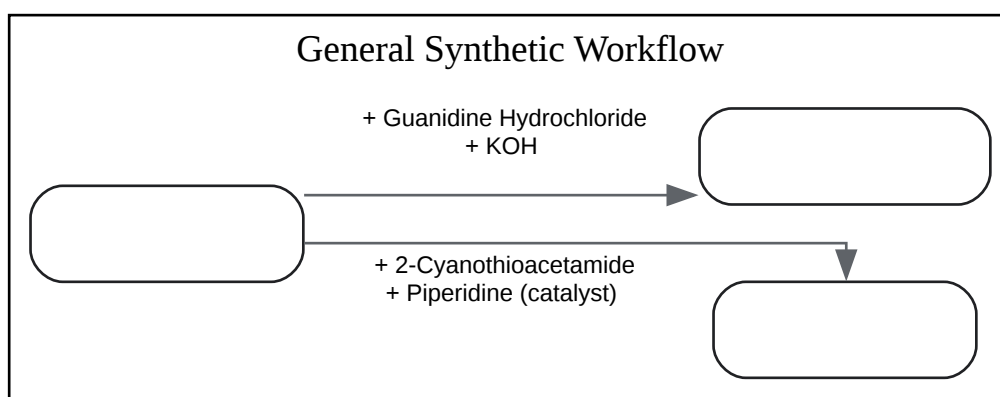 General Synthetic Workflow
+ Guanidine Hydrochloride
+ KOH
+ 2-Cyanothioacetamide
+ Piperidine (catalyst)